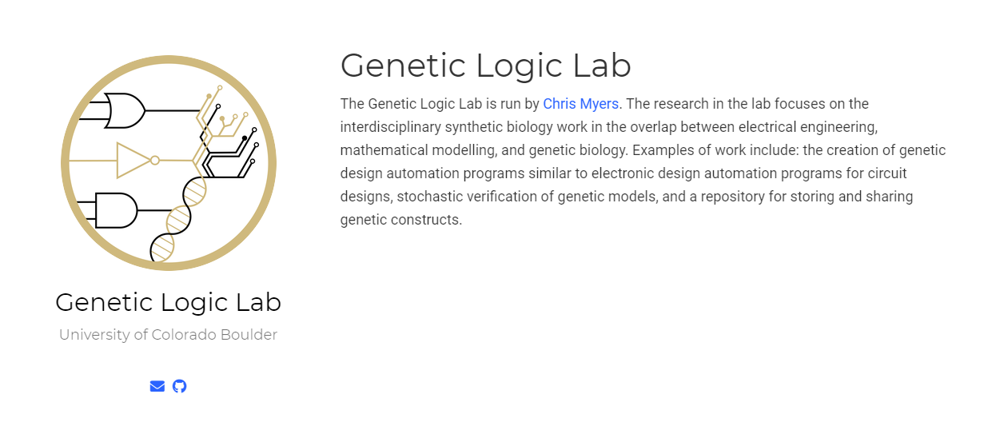 Genetic Logic Lab
The Genetic Logic Lab is run by Chris Myers. The research in the lab focuses on the
interdisciplinary synthetic biology work in the overlap between electrical engineering,
mathematical modelling, and genetic biology. Examples of work include: the creation of genetic
design automation programs similar to electronic design automation programs for circuit
designs, stochastic verification of genetic models, and a repository for storing and sharing
genetic constructs.
Genetic Logic Lab
University of Colorado Boulder